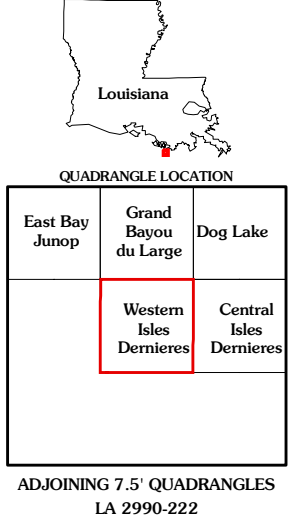 Louisiana
QUADRANGLE LOCATION
East Bay
Junop
Grand
Bayou
du Large
Dog Lake
Western
Isles
Dernieres
Central
Isles
Dernieres
ADJOINING 7.5' QUADRANGLES
LA 2990-222